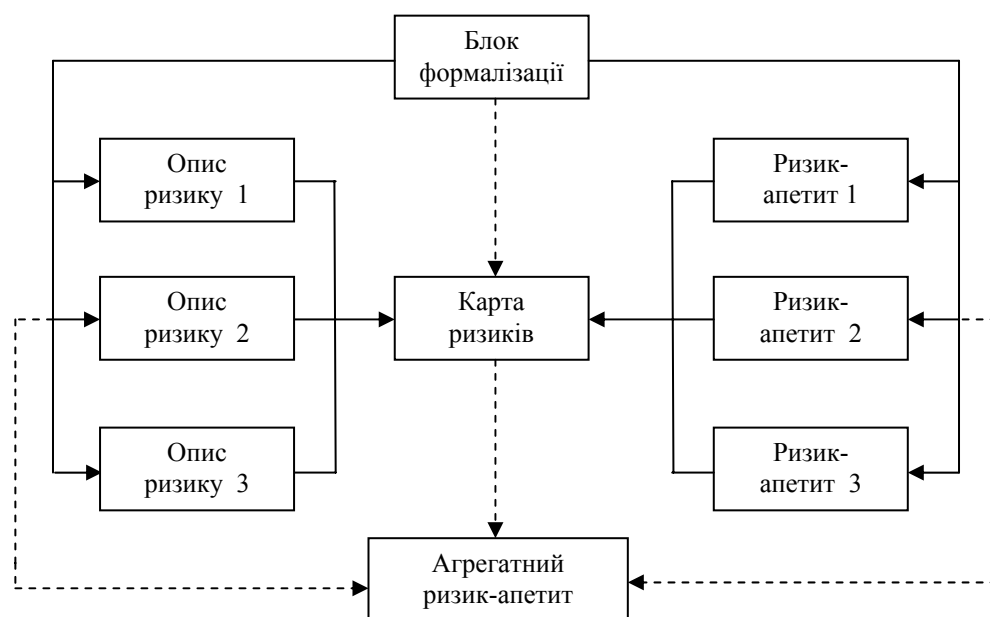 Блок
формалізації
Опис
ризику 1
Ризик-
апетит 1
Опис
ризику 2
Карта
ризиків
Ризик-
апетит 2
Опис
ризику 3
Ризик-
апетит 3
Агрегатний
ризик-апетит